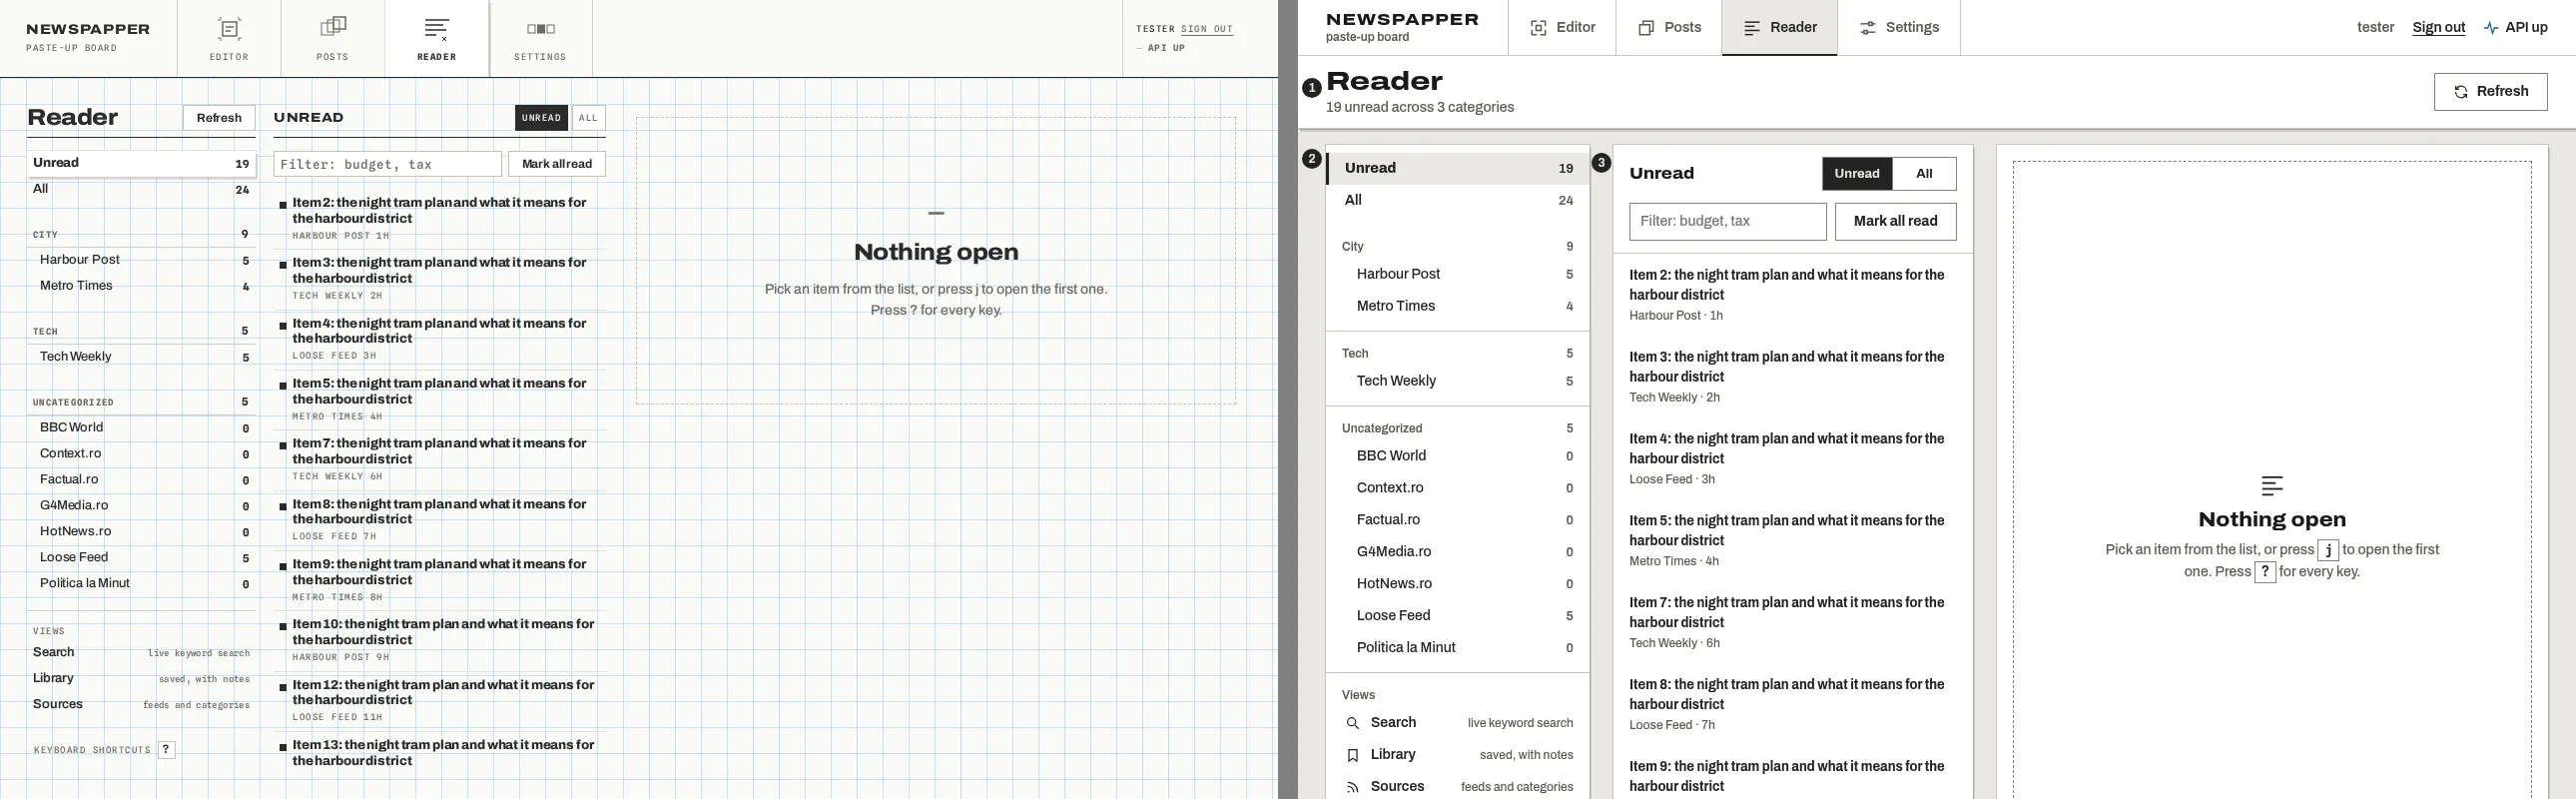 NEWSPAPPER
PASTE-UP BOARD
EDITOR
POSTS
READER
SETTINGS
TESTER SIGN OUT
— API UP
Reader
Refresh
Unread 19
All 24
CITY 9
Harbour Post 5
Metro Times 4
TECH 5
Tech Weekly 5
UNCATEGORIZED 5
BBC World 0
Context.ro 0
Factual.ro 0
G4Media.ro 0
HotNews.ro 0
Loose Feed 5
Politica la Minut 0
VIEWS
Search live keyword search
Library saved, with notes
Sources feeds and categories
KEYBOARD SHORTCUTS ?
UNREAD
UNREAD ALL
Filter: budget, tax
Mark all read
Item 2: the night tram plan and what it means for
the harbour district
HARBOUR POST 1H
Item 3: the night tram plan and what it means for
the harbour district
TECH WEEKLY 2H
Item 4: the night tram plan and what it means for
the harbour district
LOOSE FEED 3H
Item 5: the night tram plan and what it means for
the harbour district
METRO TIMES 4H
Item 7: the night tram plan and what it means for
the harbour district
TECH WEEKLY 6H
Item 8: the night tram plan and what it means for
the harbour district
LOOSE FEED 7H
Item 9: the night tram plan and what it means for
the harbour district
METRO TIMES 8H
Item 10: the night tram plan and what it means for
the harbour district
HARBOUR POST 9H
Item 12: the night tram plan and what it means for
the harbour district
LOOSE FEED 11H
Item 13: the night tram plan and what it means for
the harbour district
Nothing open
Pick an item from the list, or press j to open the first one.
Press ? for every key.
NEWSPAPPER
paste-up board
Editor
Posts
Reader
Settings
tester Sign out API up
1
Reader
19 unread across 3 categories
Refresh
2
Unread 19
All 24
City 9
Harbour Post 5
Metro Times 4
Tech 5
Tech Weekly 5
Uncategorized 5
BBC World 0
Context.ro 0
Factual.ro 0
G4Media.ro 0
HotNews.ro 0
Loose Feed 5
Politica la Minut 0
Views
Search live keyword search
Library saved, with notes
Sources feeds and categories
3
Unread
Unread All
Filter: budget, tax
Mark all read
Item 2: the night tram plan and what it means for the
harbour district
Harbour Post · 1h
Item 3: the night tram plan and what it means for the
harbour district
Tech Weekly · 2h
Item 4: the night tram plan and what it means for the
harbour district
Loose Feed · 3h
Item 5: the night tram plan and what it means for the
harbour district
Metro Times · 4h
Item 7: the night tram plan and what it means for the
harbour district
Tech Weekly · 6h
Item 8: the night tram plan and what it means for the
harbour district
Loose Feed · 7h
Item 9: the night tram plan and what it means for the
harbour district
Nothing open
Pick an item from the list, or press j to open the first
one. Press ? for every key.